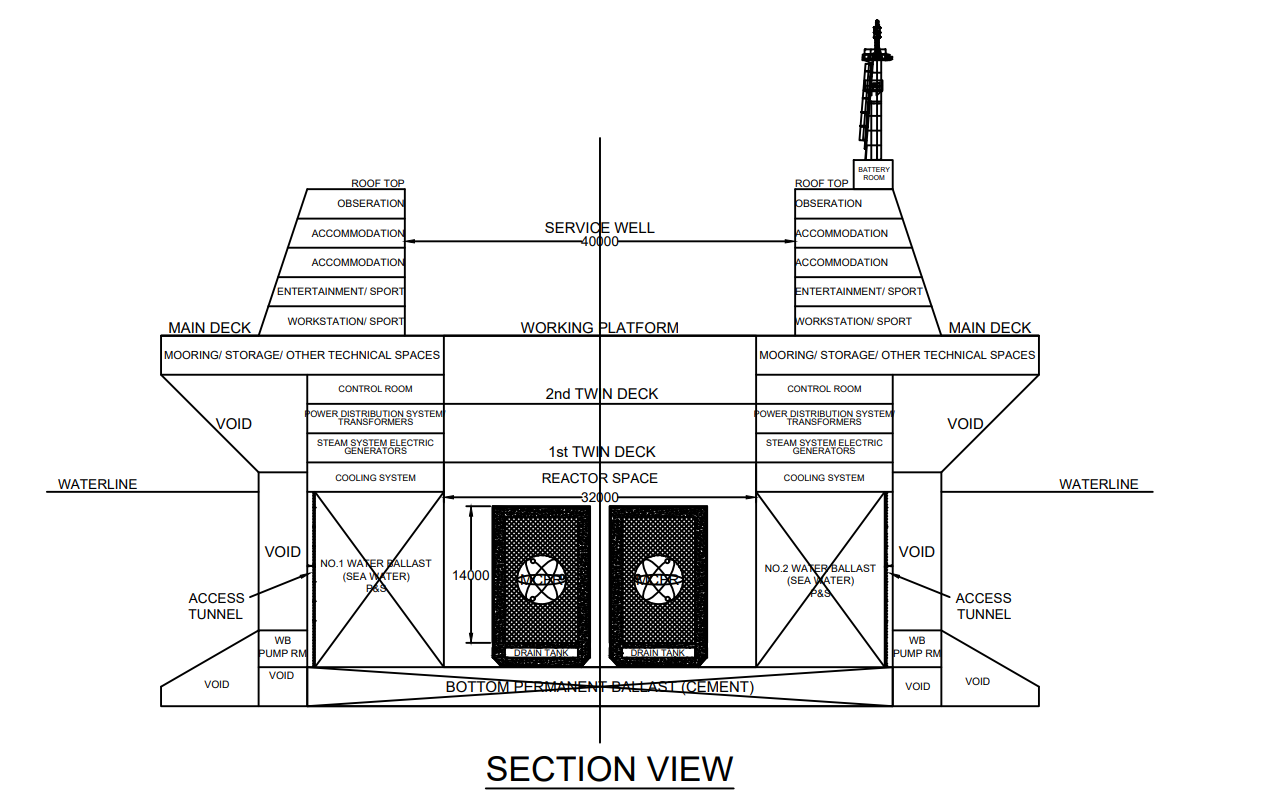 BATTERY
ROOM
ROOF TOP
ROOF TOP
OBSERATION
OBSERATION
SERVICE WELL
40000
ACCOMMODATION
ACCOMMODATION
ACCOMMODATION
ACCOMMODATION
ENTERTAINMENT/ SPORT
ENTERTAINMENT/ SPORT
WORKSTATION/ SPORT
WORKSTATION/ SPORT
MAIN DECK
WORKING PLATFORM
MAIN DECK
MOORING/ STORAGE/ OTHER TECHNICAL SPACES
MOORING/ STORAGE/ OTHER TECHNICAL SPACES
CONTROL ROOM
2nd TWIN DECK
CONTROL ROOM
POWER DISTRIBUTION SYSTEM/
TRANSFORMERS
POWER DISTRIBUTION SYSTEM/
TRANSFORMERS
VOID
VOID
STEAM SYSTEM ELECTRIC
GENERATORS
1st TWIN DECK
STEAM SYSTEM ELECTRIC
GENERATORS
COOLING SYSTEM
REACTOR SPACE
COOLING SYSTEM
WATERLINE
WATERLINE
32000
VOID
VOID
NO.1 WATER BALLAST
(SEA WATER)
P&S
14000
NO.2 WATER BALLAST
(SEA WATER)
P&S
ACCESS
TUNNEL
ACCESS
TUNNEL
WB
PUMP RM
WB
PUMP RM
DRAIN TANK
DRAIN TANK
VOID
VOID
BOTTOM PERMANENT BALLAST (CEMENT)
VOID
VOID
SECTION VIEW